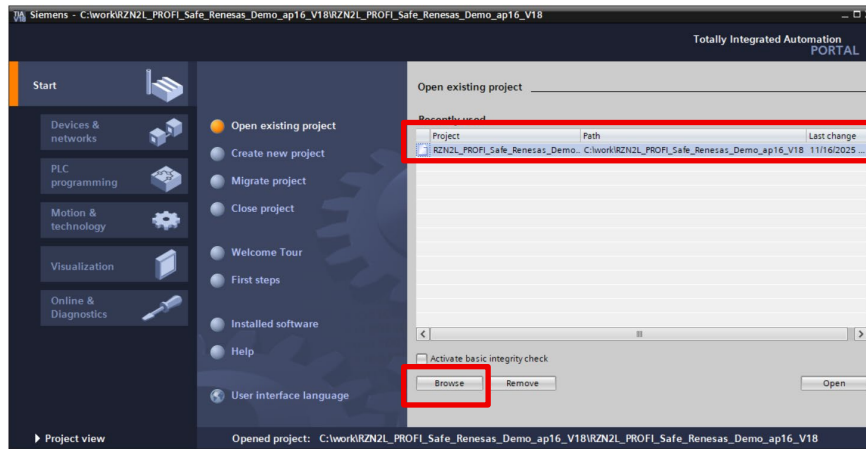 Siemens - C:\work\RZN2L_PROFI_Safe_Renesas_Demo_ap16_V18\RZN2L_PROFI_Safe_Renesas_Demo_ap16_V18
Totally Integrated Automation
PORTAL
Start
Devices &
networks
PLC
programming
Motion &
technology
Visualization
Online &
Diagnostics
Open existing project
Create new project
Migrate project
Close project
Welcome Tour
First steps
Installed software
Help
User interface language
Open existing project
Recently used
Project Path Last change
RZN2L_PROFI_Safe_Renesas_Demo... C:\work\RZN2L_PROFI_Safe_Renesas_Demo_ap16_V18 11/16/2025 ...
Activate basic integrity check
Browse Remove Open
Project view
Opened project: C:\work\RZN2L_PROFI_Safe_Renesas_Demo_ap16_V18\RZN2L_PROFI_Safe_Renesas_Demo_ap16_V18